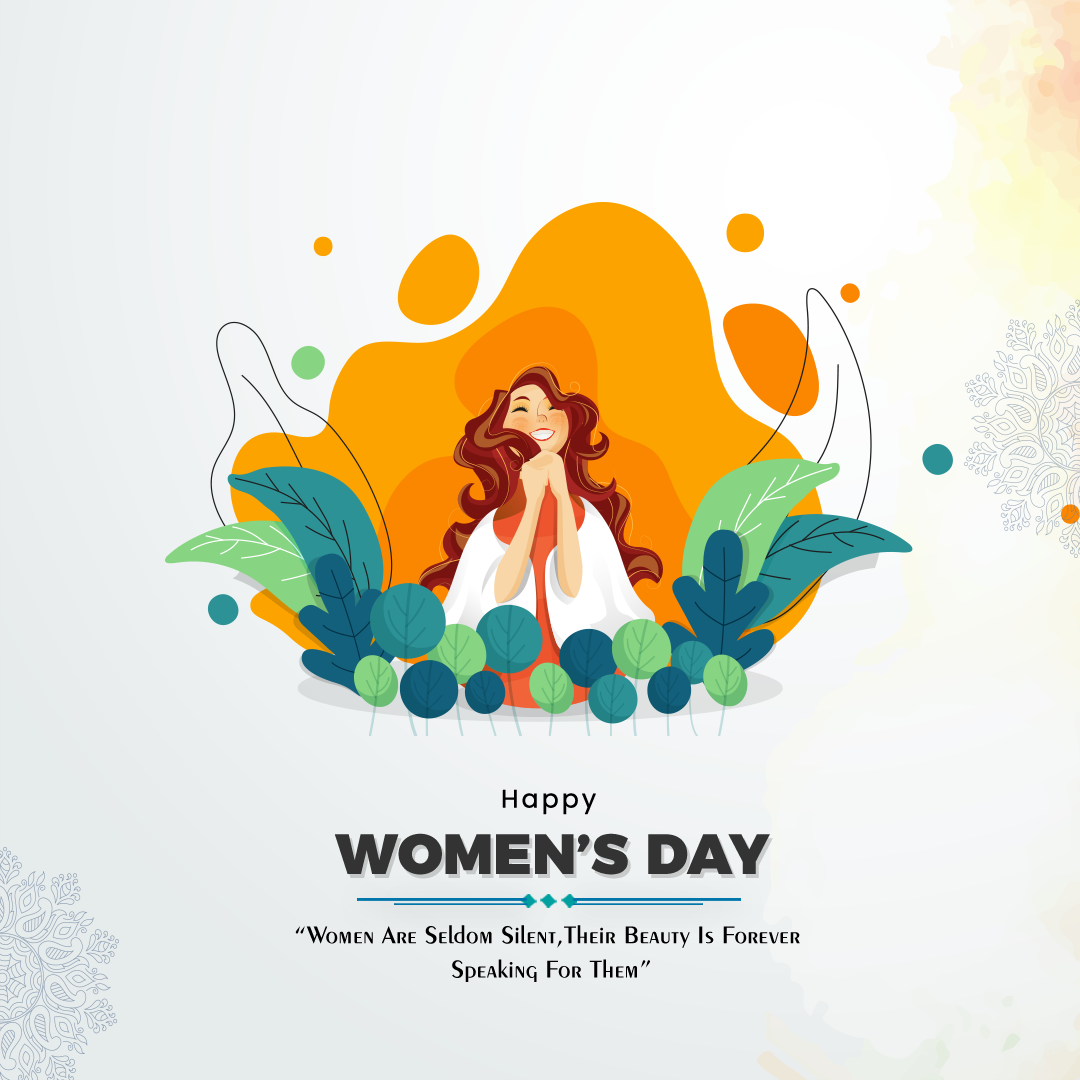 Happy
WOMEN'S DAY
“Women Are Seldom Silent,Their Beauty Is Forever
Speaking For Them”